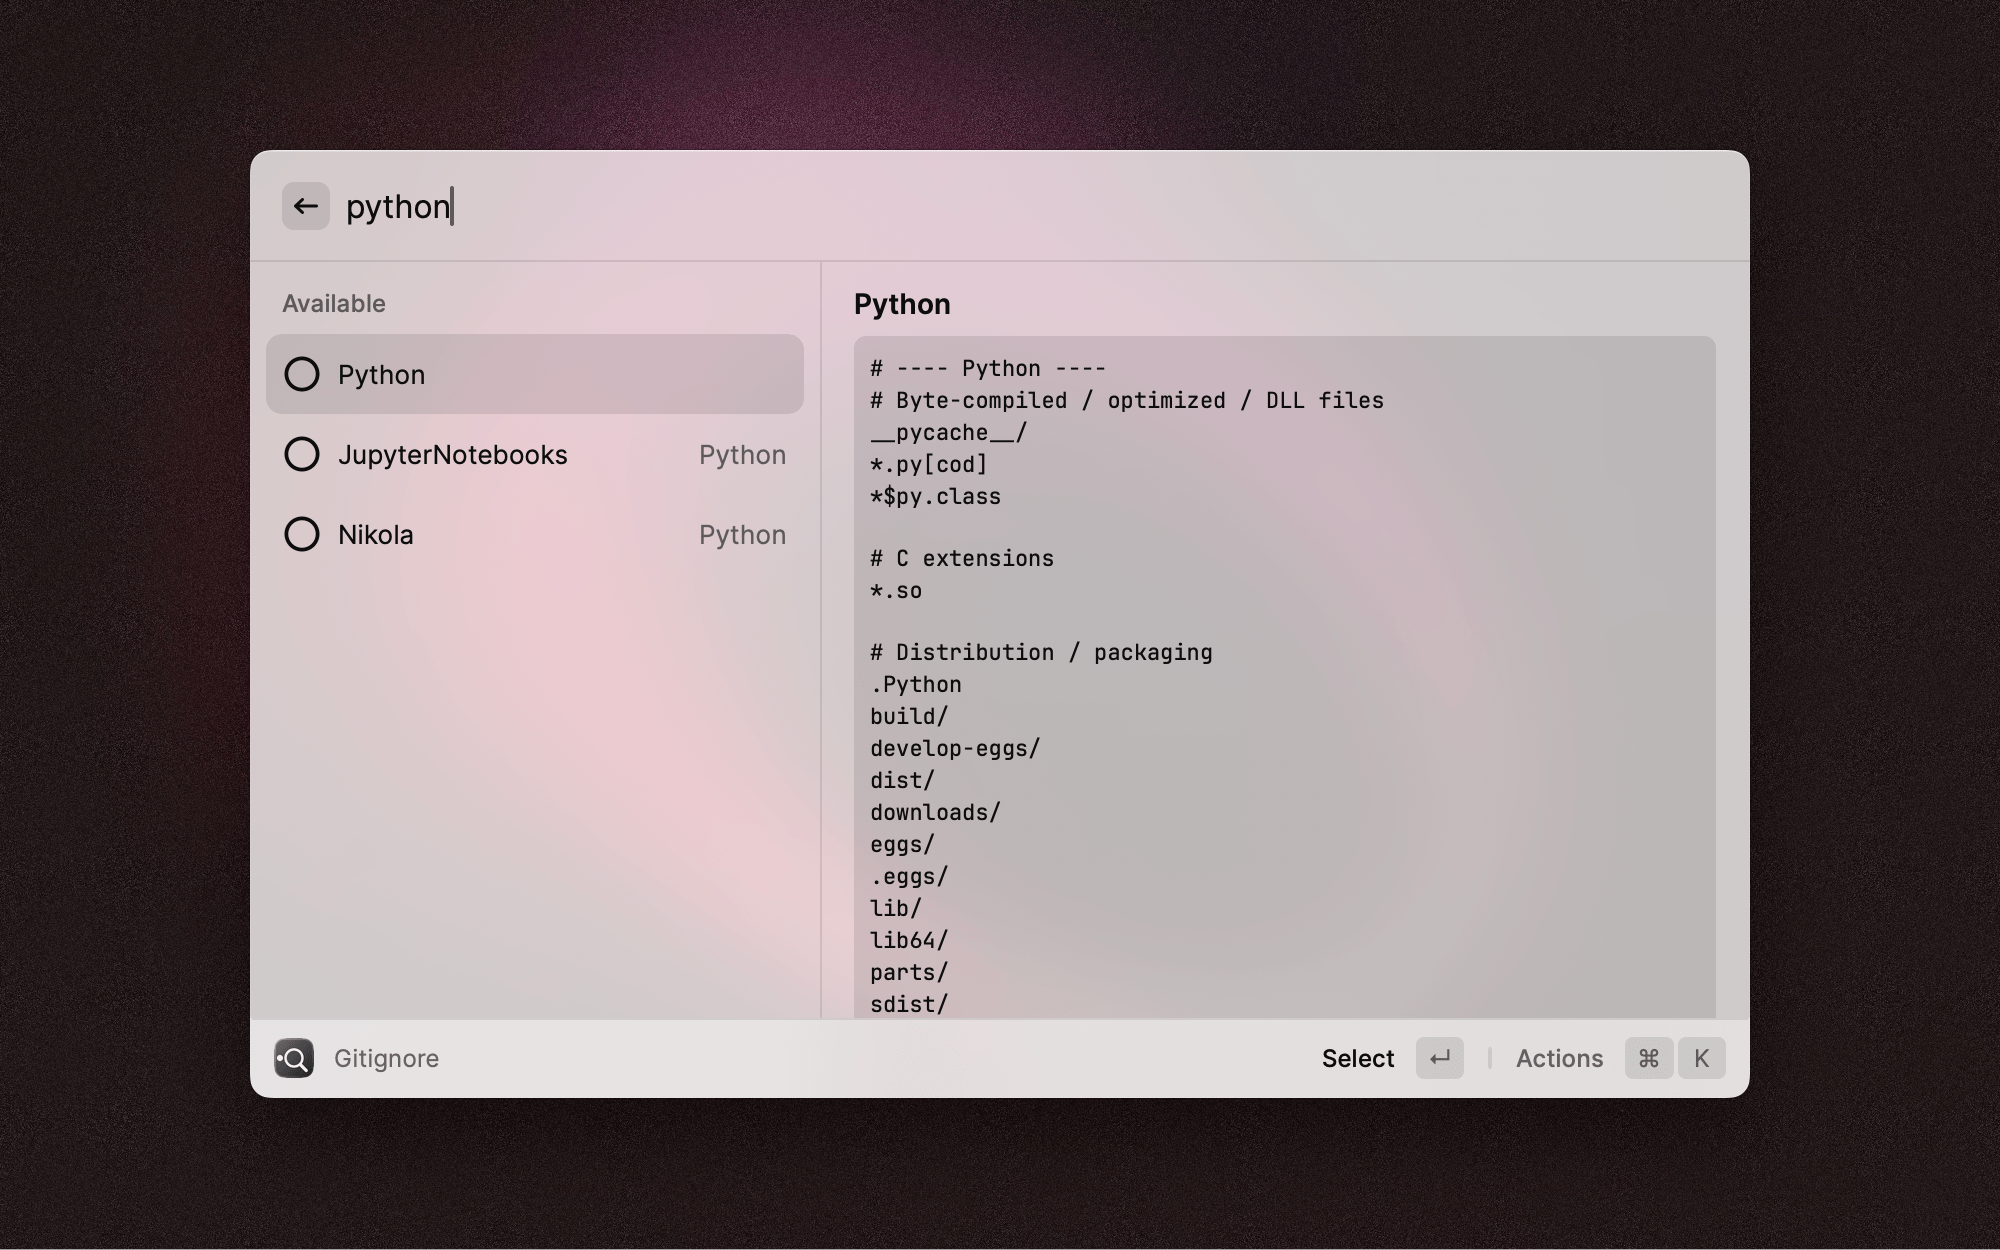 python
Available
Python
JupyterNotebooks Python
Nikola Python
Python
# ---- Python ----
# Byte-compiled / optimized / DLL files
__pycache__/
*.py[cod]
*$py.class
# C extensions
*.so
# Distribution / packaging
.Python
build/
develop-eggs/
dist/
downloads/
eggs/
.eggs/
lib/
lib64/
parts/
sdist/
Gitignore
Select ↵ Actions ⌘ K